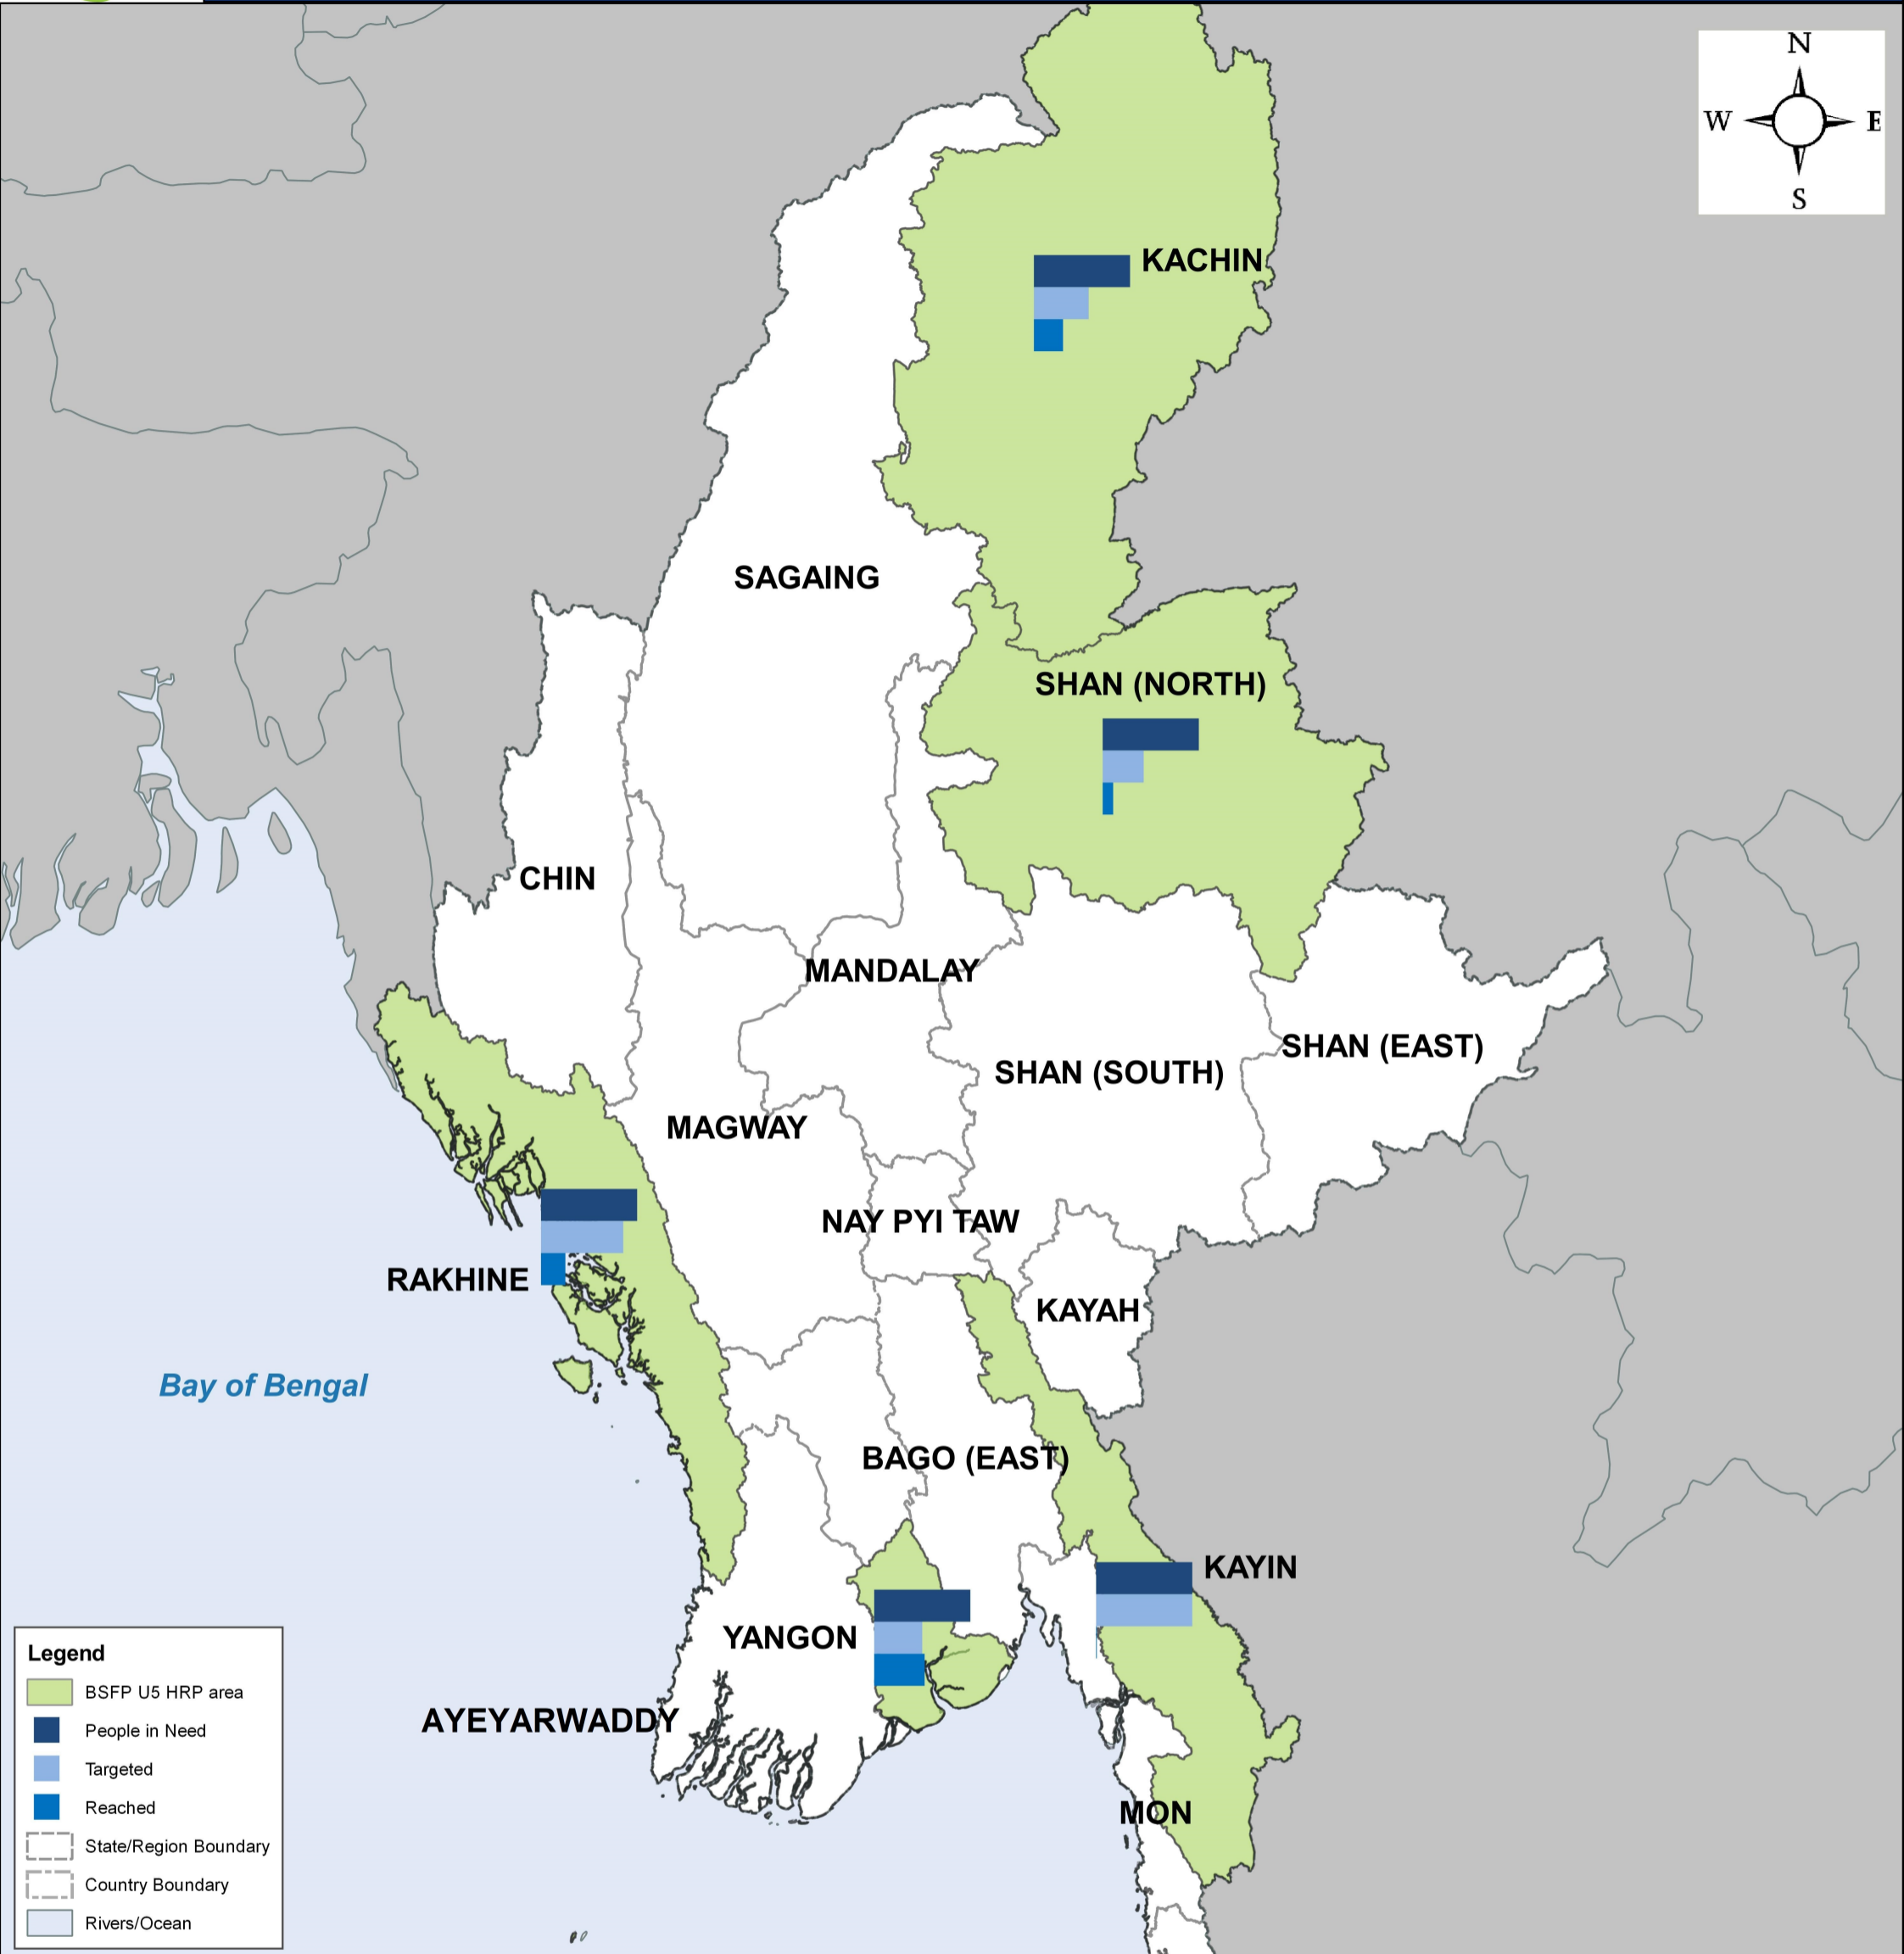 N
W E
S
KACHIN
SAGAING
SHAN (NORTH)
CHIN
MANDALAY
SHAN (EAST)
SHAN (SOUTH)
MAGWAY
NAY PYI TAW
RAKHINE
KAYAH
Bay of Bengal
BAGO (EAST)
KAYIN
YANGON
AYEYARWADDY
MON
Legend
BSFP U5 HRP area
People in Need
Targeted
Reached
State/Region Boundary
Country Boundary
Rivers/Ocean